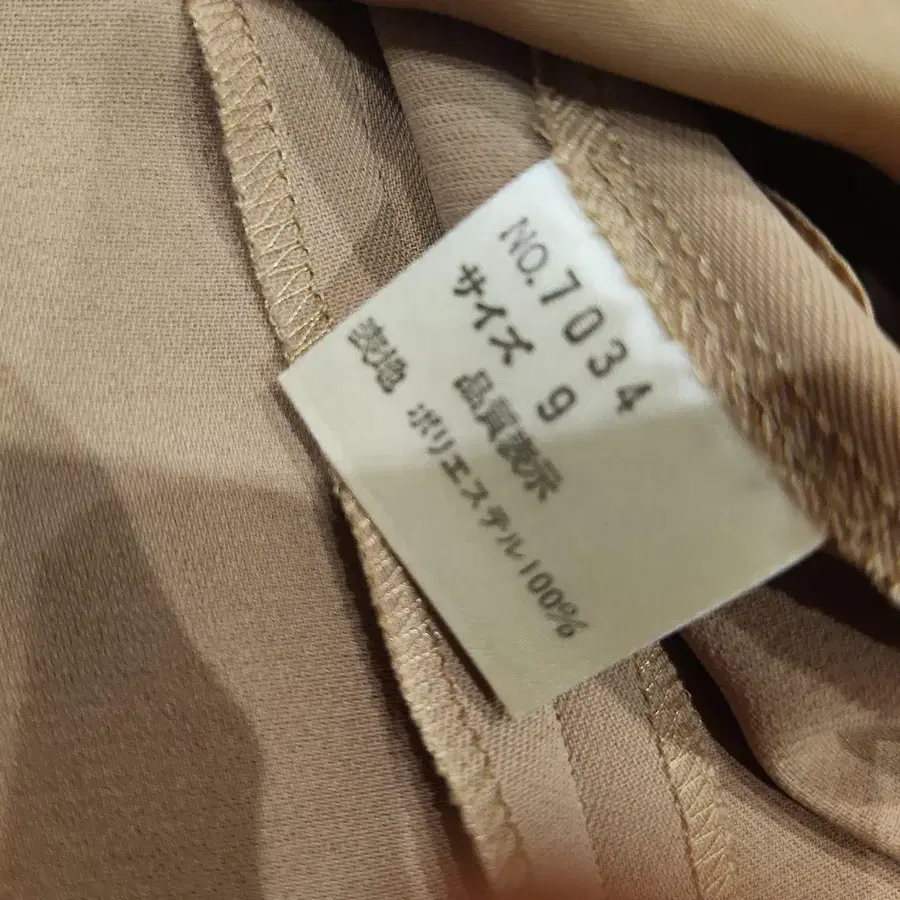 NO.7034
サイズ 9
品質表示
表地 ポリエステル100%